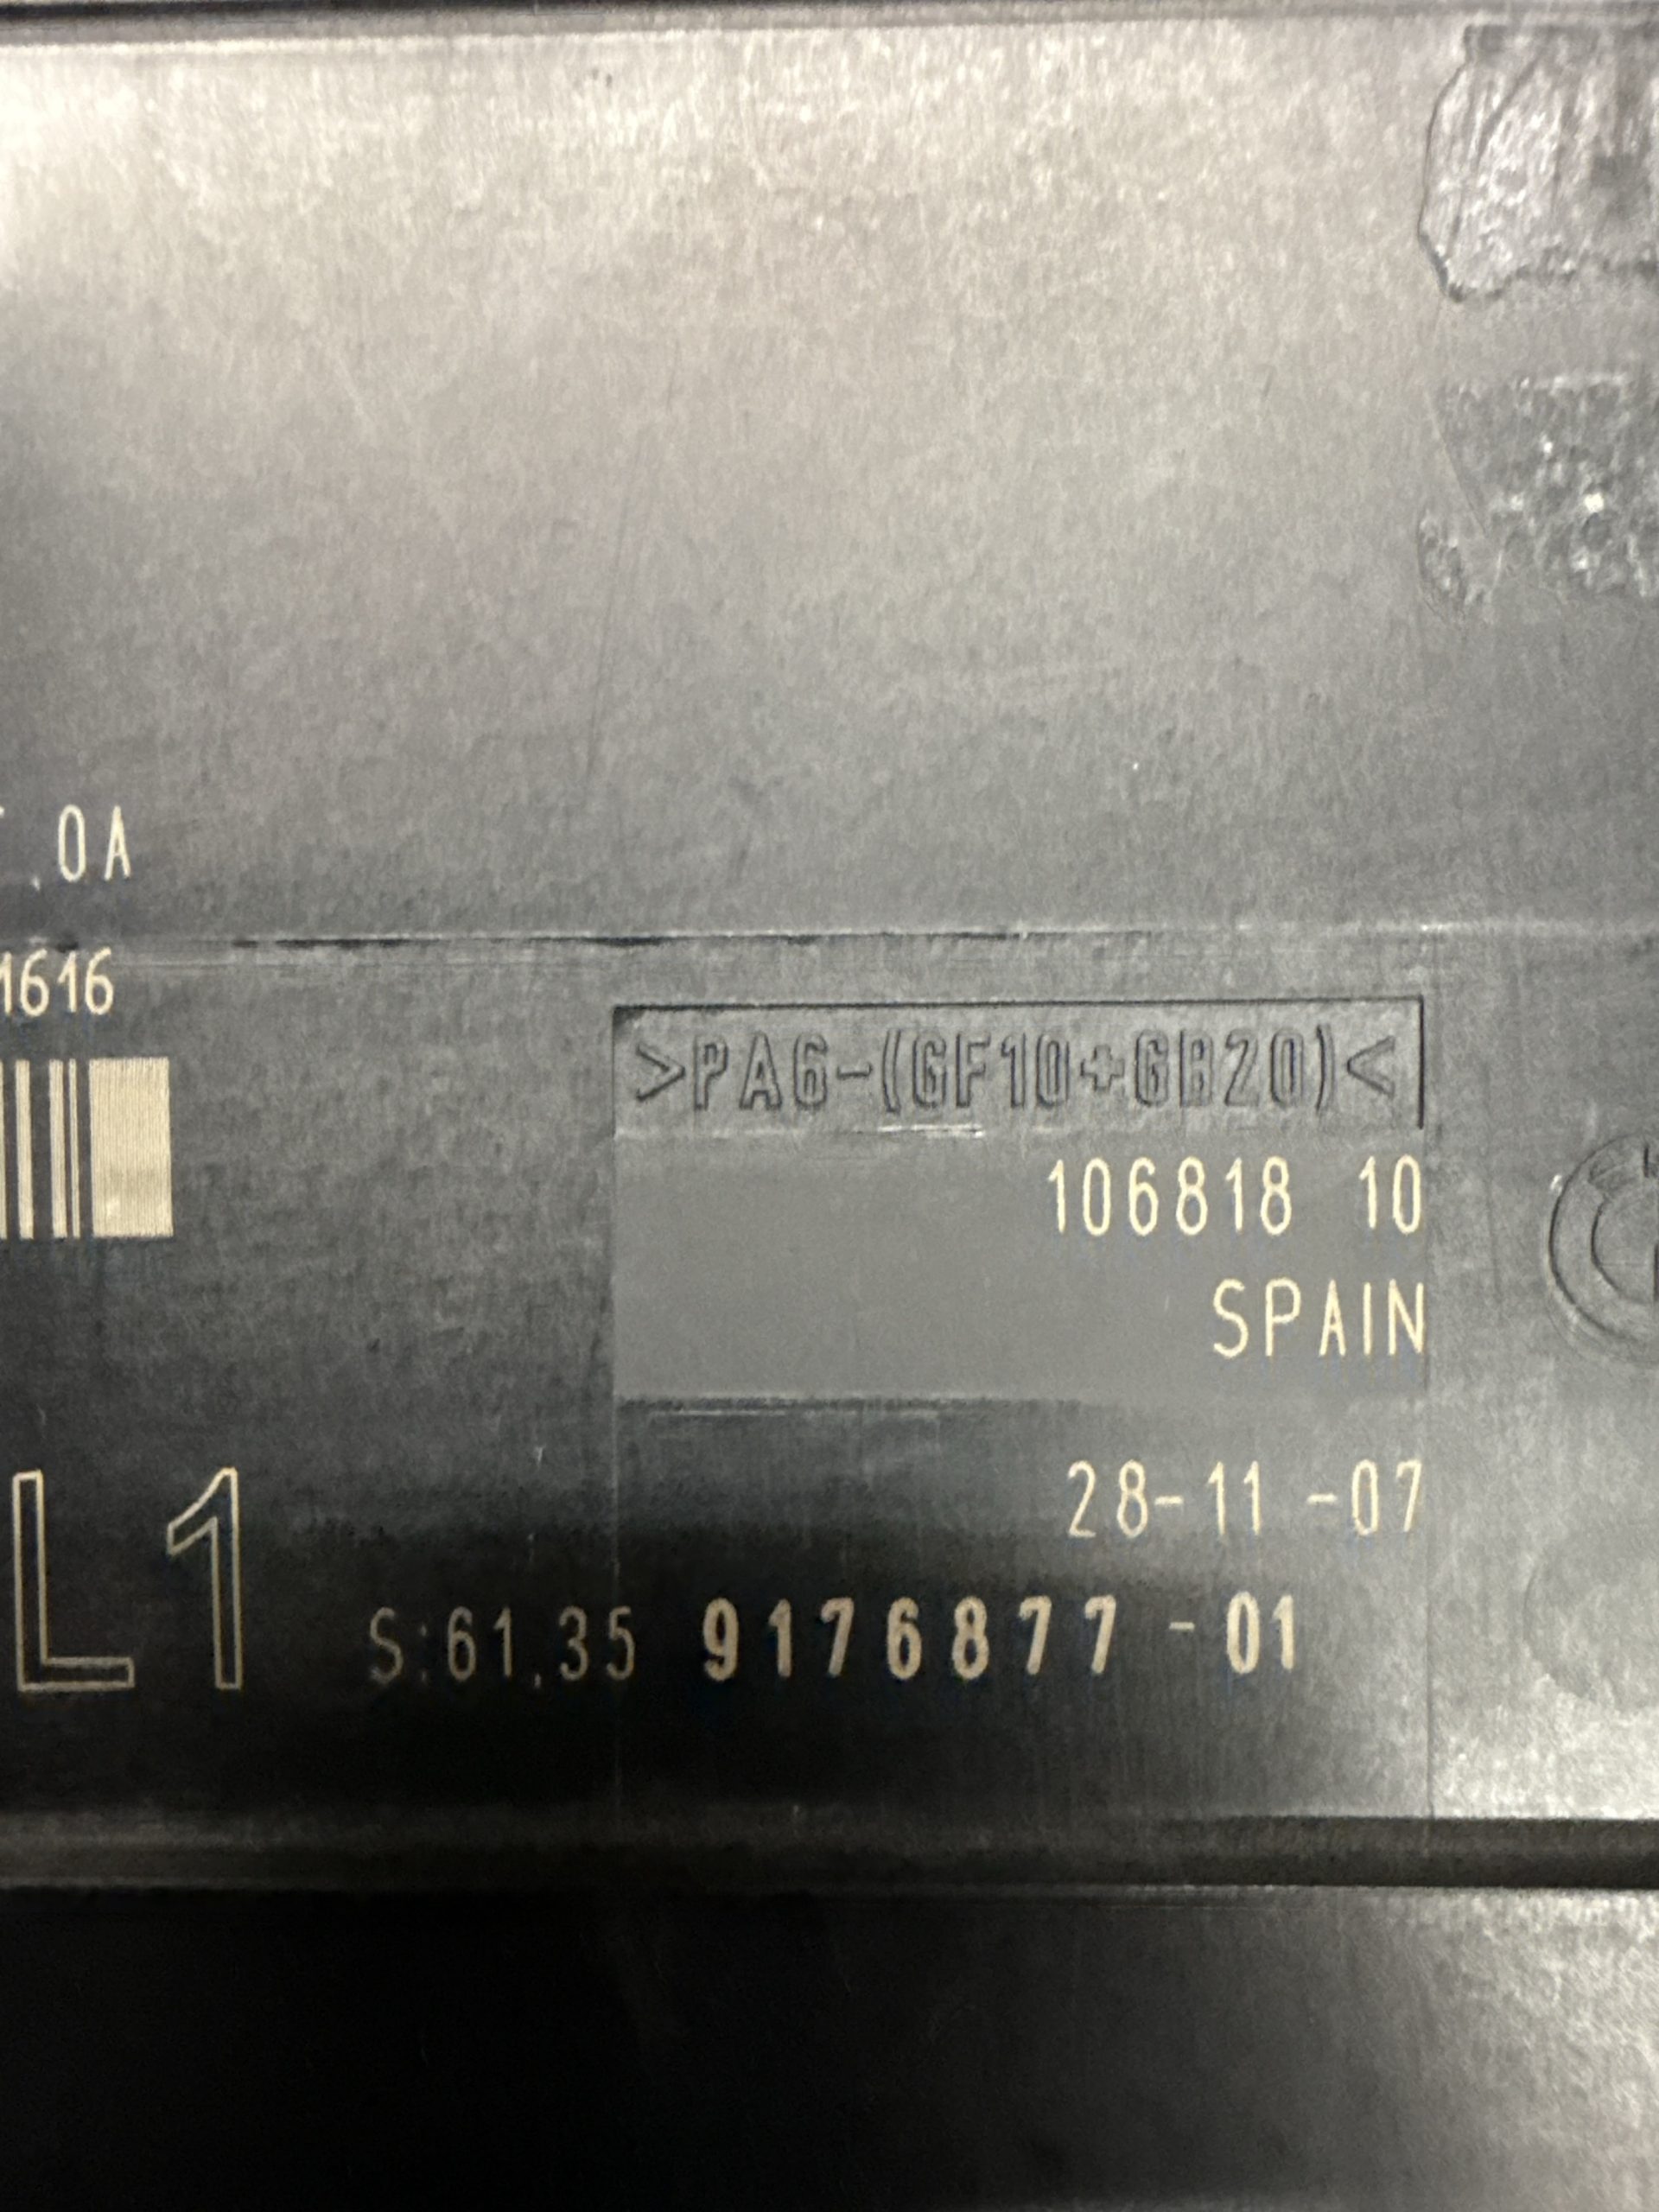 .0A
1616
>PA6-(GF10+GB20)<
106818 10
SPAIN
28-11-07
L1
S:61.35 9176877-01